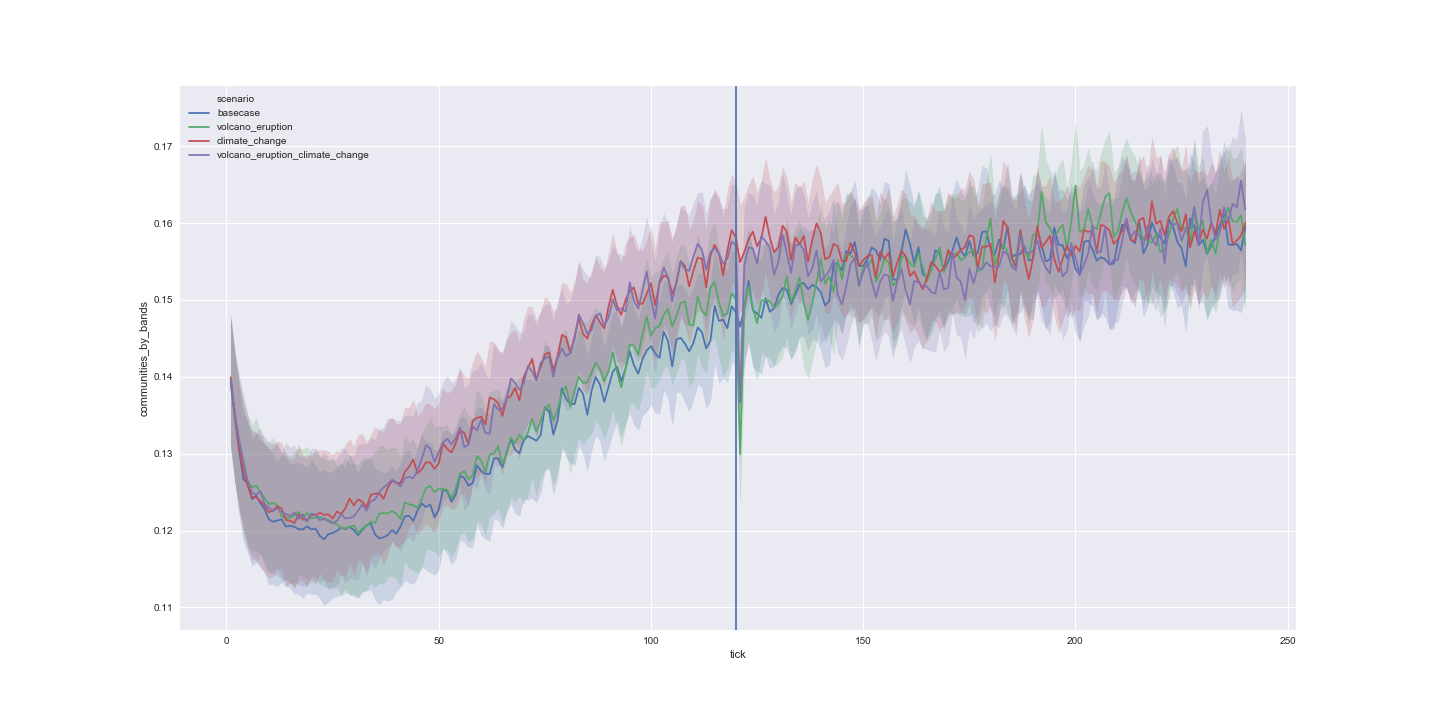 scenario
basecase
volcano_eruption
climate_change
volcano_eruption_climate_change
communities_by_bands
0.17
0.16
0.15
0.14
0.13
0.12
0.11
0 50 100 150 200 250
tick